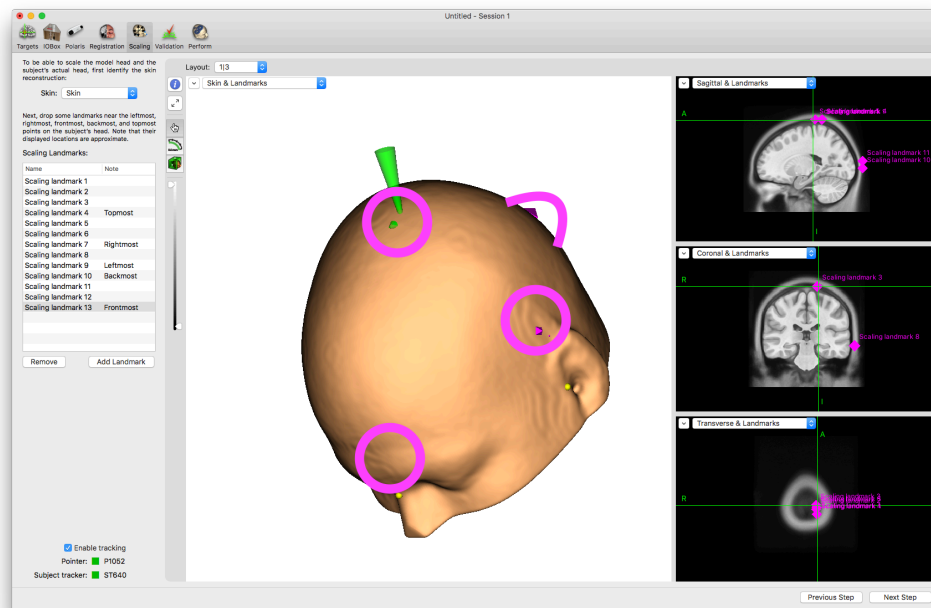 Untitled - Session 1
Targets IOBox Polaris Registration Scaling Validation Perform
To be able to scale the model head and the
subject's actual head, first identify the skin
reconstruction:
Skin: Skin
Next, drop some landmarks near the leftmost,
rightmost, frontmost, backmost, and topmost
points on the subject's head. Note that their
displayed locations are approximate.
Scaling Landmarks:
Name Note
Scaling landmark 1
Scaling landmark 2
Scaling landmark 3
Scaling landmark 4 Topmost
Scaling landmark 5
Scaling landmark 6
Scaling landmark 7 Rightmost
Scaling landmark 8
Scaling landmark 9 Leftmost
Scaling landmark 10 Backmost
Scaling landmark 11
Scaling landmark 12
Scaling landmark 13 Frontmost
Remove Add Landmark
Enable tracking
Pointer: P1052
Subject tracker: ST640
Layout: 1|3
Skin & Landmarks
Sagittal & Landmarks
A
Scaling landmark 11
Scaling landmark 10
I
Coronal & Landmarks
R
Scaling landmark 3
I
Transverse & Landmarks
A
R
Previous Step Next Step